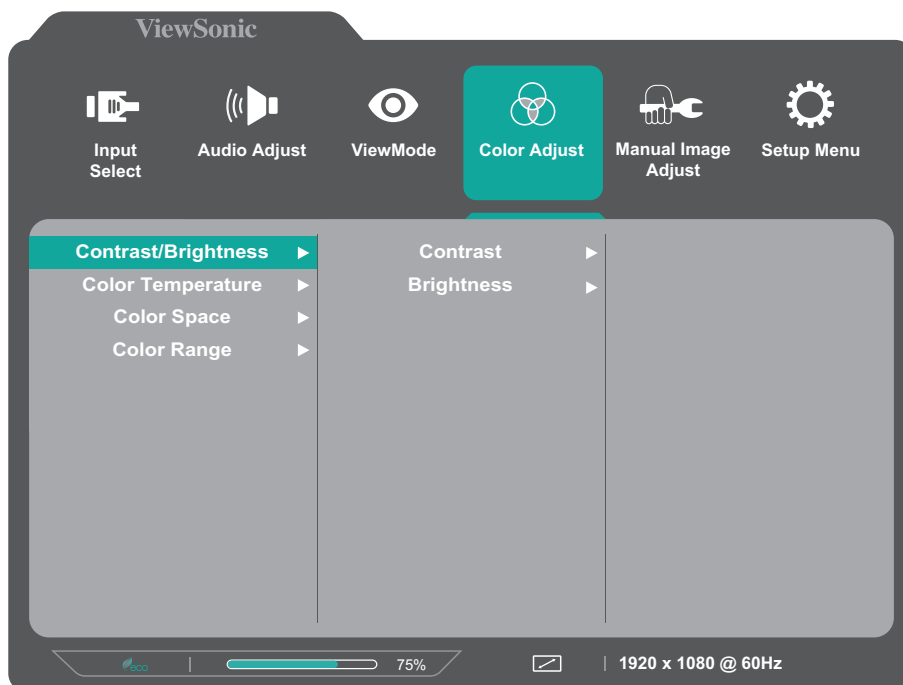 ViewSonic
Input
Select
Audio Adjust
ViewMode
Color Adjust
Manual Image
Adjust
Setup Menu
Contrast/Brightness
Color Temperature
Color Space
Color Range
Contrast
Brightness
eco
75%
1920 x 1080 @ 60Hz